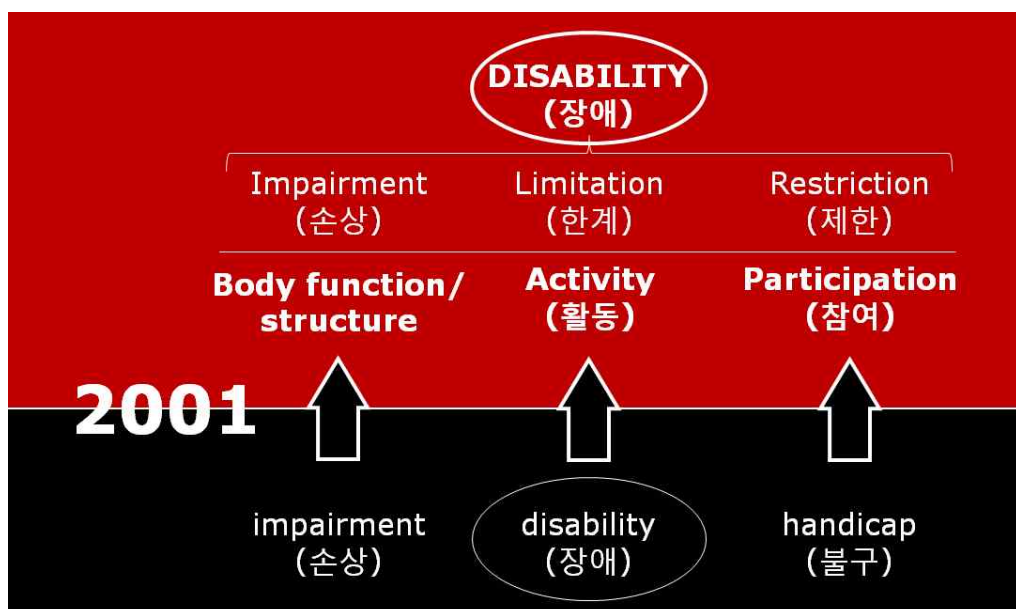 DISABILITY
(장애)
Impairment
(손상)
Limitation
(한계)
Restriction
(제한)
Body function/
structure
Activity
(활동)
Participation
(참여)
2001
impairment
(손상)
disability
(장애)
handicap
(불구)